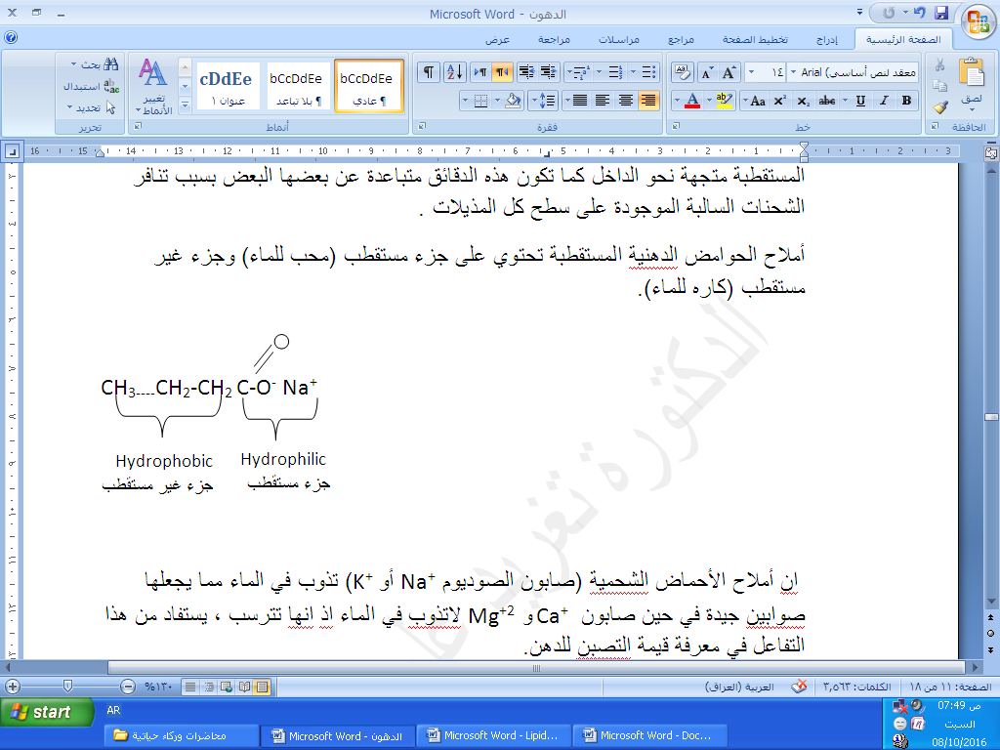 الدهون - Microsoft Word
الصفحة الرئيسية إدراج تخطيط الصفحة مراجع مراسلات مراجعة عرض
لصق
الحافظة
معقد لنص أساسي) Arial ١٤
خط
فقرة
bCcDdEe bCcDdEe cDdEe
¶ عادي ¶ بلا تباعد عنوان ١
تغيير الأنماط
أنماط
بحث
استبدال
تحديد
تحرير
16 15 14 13 12 11 10 9 8 7 6 5 4 3 2 1 1 2 3
المستقطبة متجهة نحو الداخل كما تكون هذه الدقائق متباعدة عن بعضها البعض بسبب تنافر
الشحنات السالبة الموجودة على سطح كل المذيلات .
أملاح الحوامض الدهنية المستقطبة تحتوي على جزء مستقطب (محب للماء) وجزء غير
مستقطب (كاره للماء).
O
CH3----CH2-CH2 C-O- Na+
Hydrophobic Hydrophilic
جزء غير مستقطب جزء مستقطب
ان أملاح الأحماض الشحمية (صابون الصوديوم Na+ أو K+) تذوب في الماء مما يجعلها
صوابين جيدة في حين صابون Ca+ و Mg+2 لاتذوب في الماء اذ انها تترسب ، يستفاد من هذا
التفاعل في معرفة قيمة التصبن للدهن.
الدكتورة تغريد
الصفحة: ١١ من ١٨ الكلمات: ٣,٥٦٣ العربية (العراق) ١٣٠%
start AR
محاضرات وركاء حياتية
الدهون - Microsoft Word
Microsoft Word - Lipid...
Microsoft Word - Doc...
07:49 ص
السبت
08/10/2016